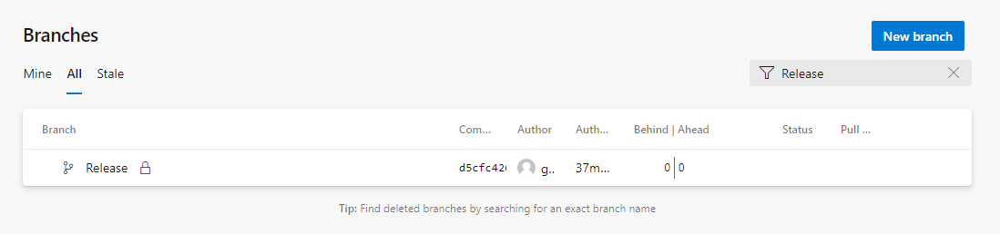 Branches
New branch
Mine All Stale
Release
Branch Com... Author Auth... Behind | Ahead Status Pull ...
Release d5cfc42 g.. 37m... 0 0
Tip: Find deleted branches by searching for an exact branch name